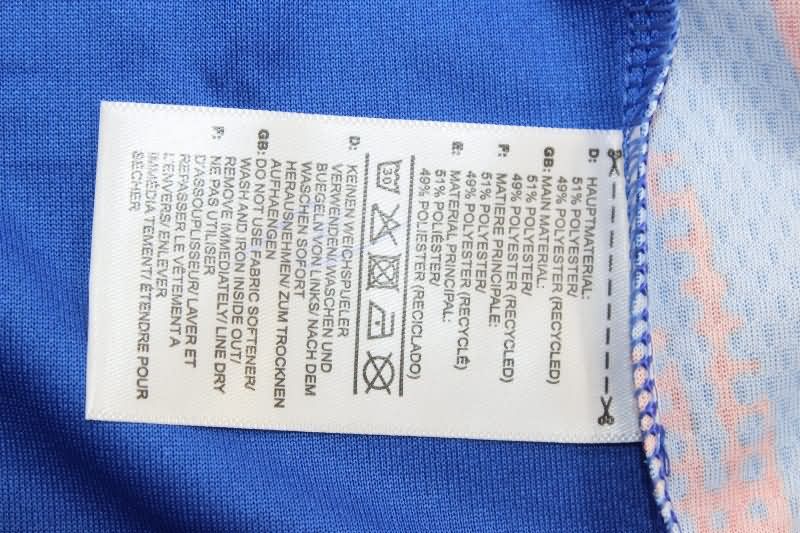 D: HAUPTMATERIAL:
51% POLYESTER/
49% POLYESTER (RECYCLED)
GB: MAIN MATERIAL:
51% POLYESTER/
49% POLYESTER (RECYCLED)
F: MATIERE PRINCIPALE:
51% POLYESTER/
49% POLYESTER (RECYCLÉ)
E: MATERIAL PRINCIPAL:
51% POLIÉSTER/
49% POLIESTER (RECICLADO)
30
D: KEINEN WEICHSPUELER
VERWENDEN/WASCHEN UND
BUEGELN VON LINKS/ NACH DEM
WASCHEN SOFORT
HERAUSNEHMEN/ ZUM TROCKNEN
AUFHAENGEN
GB: DO NOT USE FABRIC SOFTENER/
WASH AND IRON INSIDE OUT/
REMOVE IMMEDIATELY/ LINE DRY
F: NE PAS UTILISER
D'ASSOUPLISSEUR/ LAVER ET
REPASSER LE VÊTEMENT A
L'ENVERS/ ENLEVER
IMMÉDIATEMENT/ ÉTENDRE POUR
SÉCHER